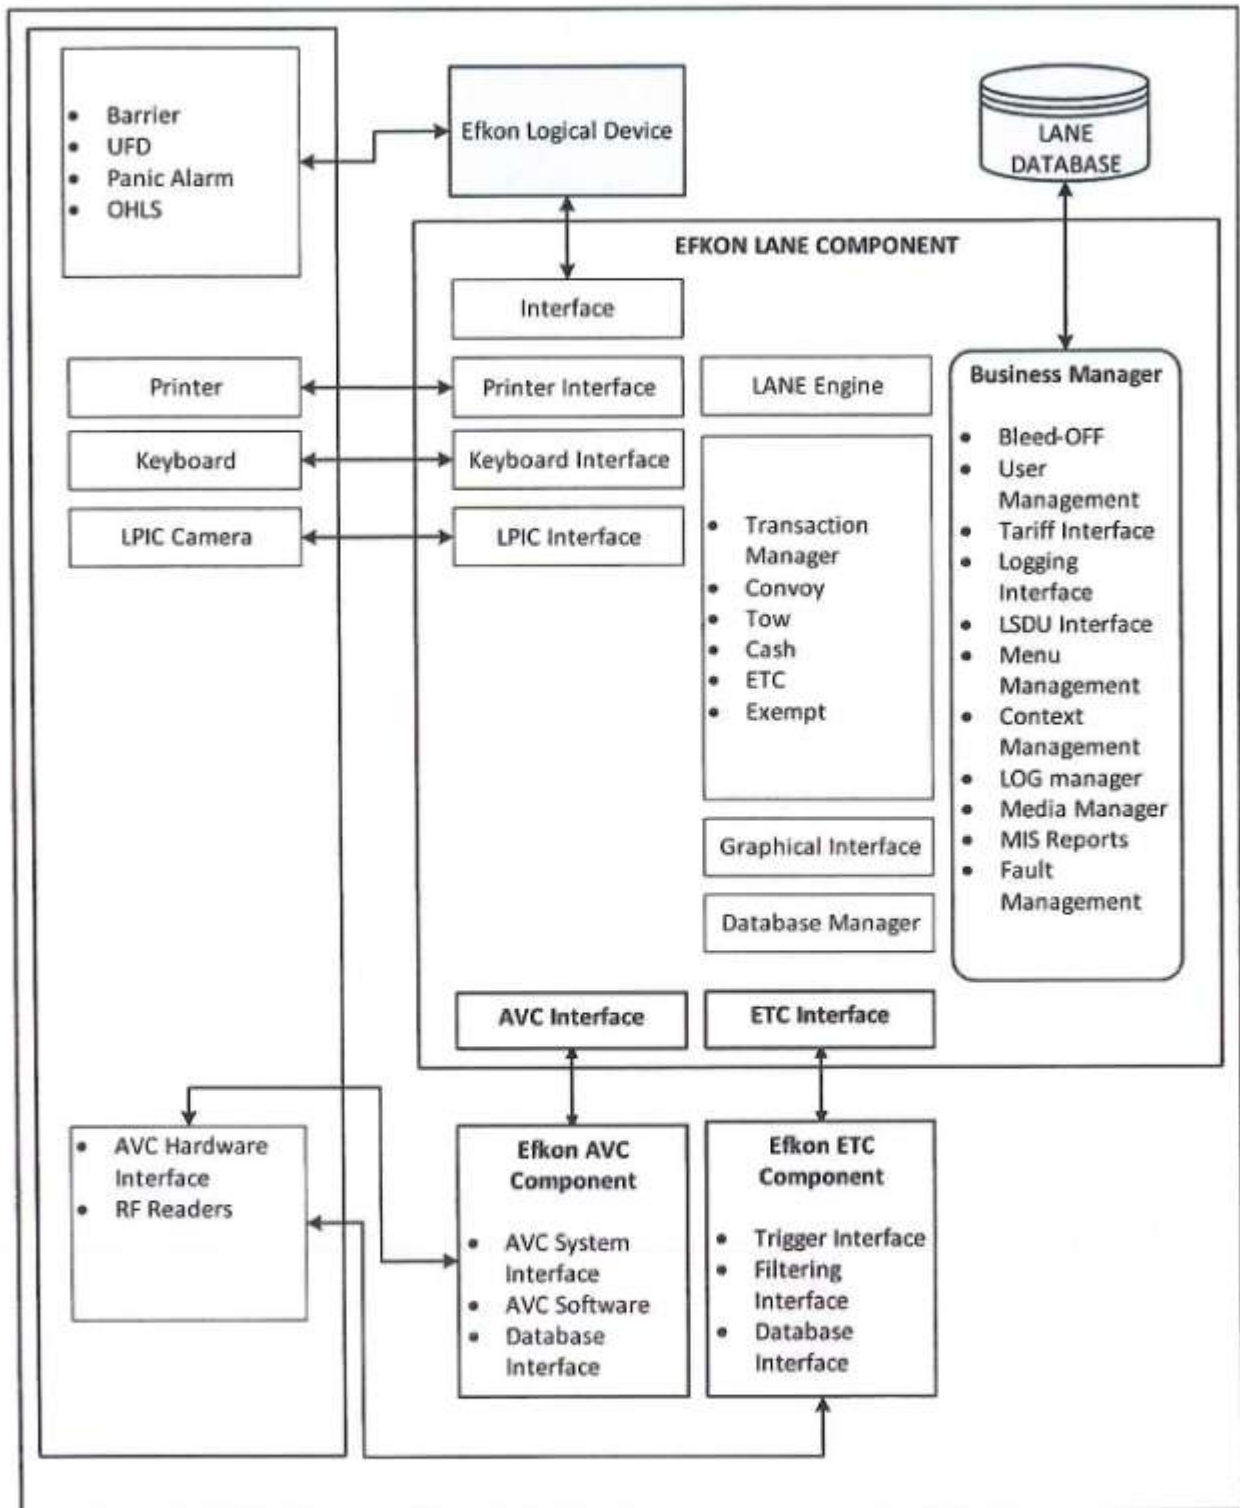 • Barrier
• UFD
• Panic Alarm
• OHLS
Efkon Logical Device
LANE
DATABASE
EFKON LANE COMPONENT
Interface
Printer
Printer Interface
LANE Engine
Keyboard
Keyboard Interface
LPIC Camera
LPIC Interface
• Transaction
Manager
• Convoy
• Tow
• Cash
• ETC
• Exempt
Graphical Interface
Database Manager
Business Manager
• Bleed-OFF
• User
Management
• Tariff Interface
• Logging
Interface
• LSDU Interface
• Menu
Management
• Context
Management
• LOG manager
• Media Manager
• MIS Reports
• Fault
Management
AVC Interface
ETC Interface
• AVC Hardware
Interface
• RF Readers
Efkon AVC
Component
• AVC System
Interface
• AVC Software
• Database
Interface
Efkon ETC
Component
• Trigger Interface
• Filtering
Interface
• Database
Interface